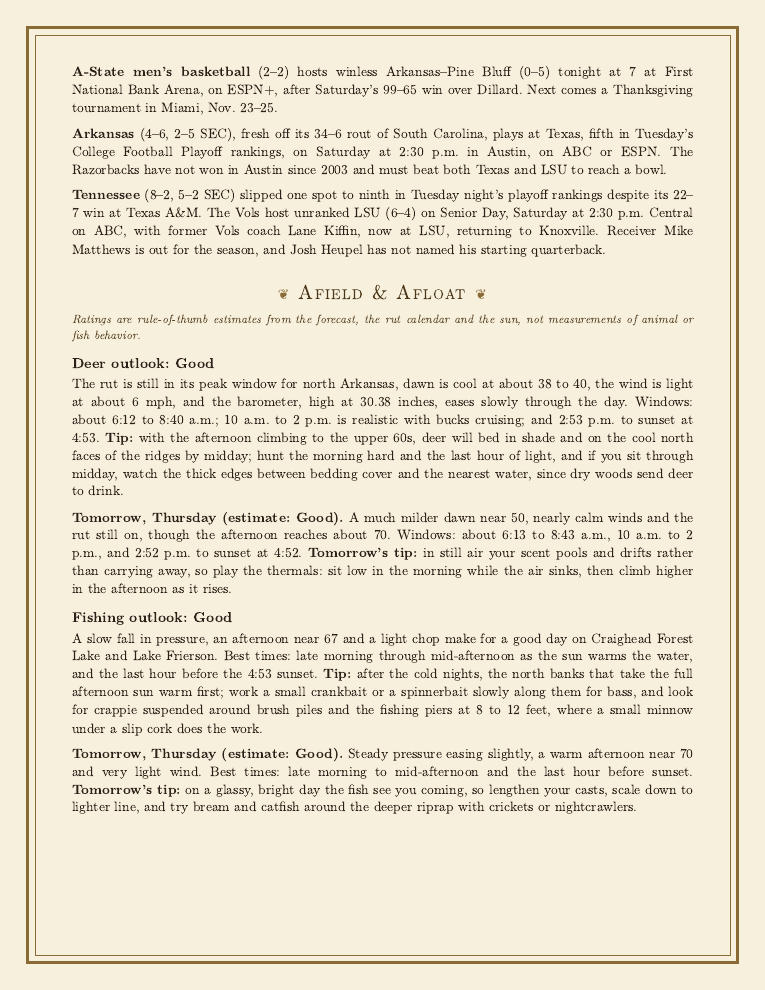 A-State men's basketball (2–2) hosts winless Arkansas–Pine Bluff (0–5) tonight at 7 at First
National Bank Arena, on ESPN+, after Saturday's 99–65 win over Dillard. Next comes a Thanksgiving
tournament in Miami, Nov. 23–25.
Arkansas (4–6, 2–5 SEC), fresh off its 34–6 rout of South Carolina, plays at Texas, fifth in Tuesday's
College Football Playoff rankings, on Saturday at 2:30 p.m. in Austin, on ABC or ESPN. The
Razorbacks have not won in Austin since 2003 and must beat both Texas and LSU to reach a bowl.
Tennessee (8–2, 5–2 SEC) slipped one spot to ninth in Tuesday night's playoff rankings despite its 22–
7 win at Texas A&M. The Vols host unranked LSU (6–4) on Senior Day, Saturday at 2:30 p.m. Central
on ABC, with former Vols coach Lane Kiffin, now at LSU, returning to Knoxville. Receiver Mike
Matthews is out for the season, and Josh Heupel has not named his starting quarterback.
❦ Afield & Afloat ❦
Ratings are rule-of-thumb estimates from the forecast, the rut calendar and the sun, not measurements of animal or
fish behavior.
Deer outlook: Good
The rut is still in its peak window for north Arkansas, dawn is cool at about 38 to 40, the wind is light
at about 6 mph, and the barometer, high at 30.38 inches, eases slowly through the day. Windows:
about 6:12 to 8:40 a.m.; 10 a.m. to 2 p.m. is realistic with bucks cruising; and 2:53 p.m. to sunset at
4:53. Tip: with the afternoon climbing to the upper 60s, deer will bed in shade and on the cool north
faces of the ridges by midday; hunt the morning hard and the last hour of light, and if you sit through
midday, watch the thick edges between bedding cover and the nearest water, since dry woods send deer
to drink.
Tomorrow, Thursday (estimate: Good). A much milder dawn near 50, nearly calm winds and the
rut still on, though the afternoon reaches about 70. Windows: about 6:13 to 8:43 a.m., 10 a.m. to 2
p.m., and 2:52 p.m. to sunset at 4:52. Tomorrow's tip: in still air your scent pools and drifts rather
than carrying away, so play the thermals: sit low in the morning while the air sinks, then climb higher
in the afternoon as it rises.
Fishing outlook: Good
A slow fall in pressure, an afternoon near 67 and a light chop make for a good day on Craighead Forest
Lake and Lake Frierson. Best times: late morning through mid-afternoon as the sun warms the water,
and the last hour before the 4:53 sunset. Tip: after the cold nights, the north banks that take the full
afternoon sun warm first; work a small crankbait or a spinnerbait slowly along them for bass, and look
for crappie suspended around brush piles and the fishing piers at 8 to 12 feet, where a small minnow
under a slip cork does the work.
Tomorrow, Thursday (estimate: Good). Steady pressure easing slightly, a warm afternoon near 70
and very light wind. Best times: late morning to mid-afternoon and the last hour before sunset.
Tomorrow's tip: on a glassy, bright day the fish see you coming, so lengthen your casts, scale down to
lighter line, and try bream and catfish around the deeper riprap with crickets or nightcrawlers.